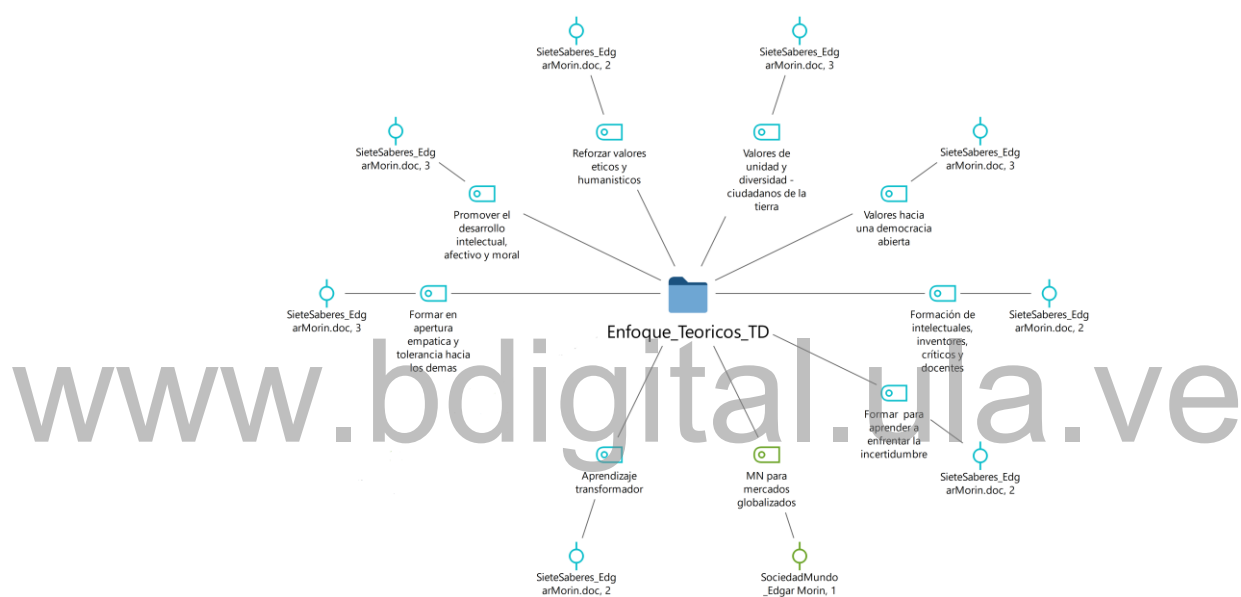 SieteSaberes_Edg
arMorin.doc, 2
SieteSaberes_Edg
arMorin.doc, 3
SieteSaberes_Edg
arMorin.doc, 3
Reforzar valores
eticos y
humanisticos
Valores de
unidad y
diversidad -
ciudadanos de la
tierra
SieteSaberes_Edg
arMorin.doc, 3
Promover el
desarrollo
intelectual,
afectivo y moral
Valores hacia
una democracia
abierta
SieteSaberes_Edg
arMorin.doc, 3
Formar en
apertura
empatica y
tolerancia hacia
los demas
Enfoque_Teoricos_TD
Formación de
intelectuales,
inventores,
críticos y
docentes
SieteSaberes_Edg
arMorin.doc, 2
www.bdigital.ula.ve
Formar para
aprender a
enfrentar la
incertidumbre
SieteSaberes_Edg
arMorin.doc, 2
Aprendizaje
transformador
MN para
mercados
globalizados
SieteSaberes_Edg
arMorin.doc, 2
SociedadMundo
_Edgar Morin, 1